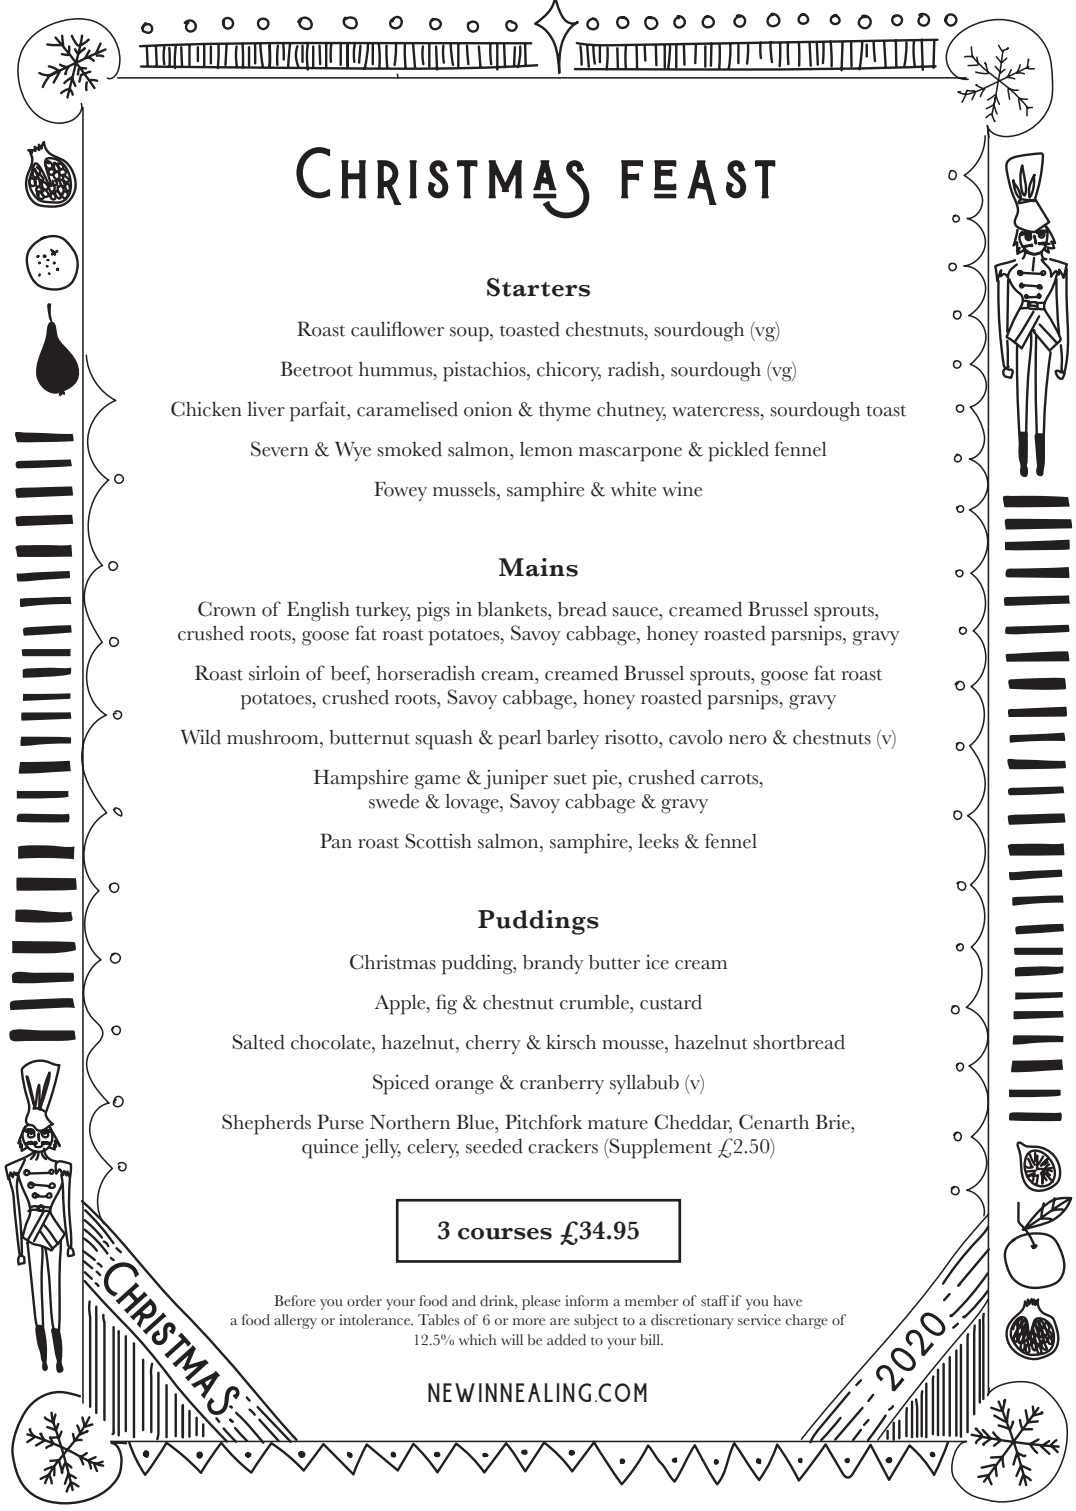 Christmas feast
Starters
Roast cauliflower soup, toasted chestnuts, sourdough (vg)
Beetroot hummus, pistachios, chicory, radish, sourdough (vg)
Chicken liver parfait, caramelised onion & thyme chutney, watercress, sourdough toast
Severn & Wye smoked salmon, lemon mascarpone & pickled fennel
Fowey mussels, samphire & white wine
Mains
Crown of English turkey, pigs in blankets, bread sauce, creamed Brussel sprouts,
crushed roots, goose fat roast potatoes, Savoy cabbage, honey roasted parsnips, gravy
Roast sirloin of beef, horseradish cream, creamed Brussel sprouts, goose fat roast
potatoes, crushed roots, Savoy cabbage, honey roasted parsnips, gravy
Wild mushroom, butternut squash & pearl barley risotto, cavolo nero & chestnuts (v)
Hampshire game & juniper suet pie, crushed carrots,
swede & lovage, Savoy cabbage & gravy
Pan roast Scottish salmon, samphire, leeks & fennel
Puddings
Christmas pudding, brandy butter ice cream
Apple, fig & chestnut crumble, custard
Salted chocolate, hazelnut, cherry & kirsch mousse, hazelnut shortbread
Spiced orange & cranberry syllabub (v)
Shepherds Purse Northern Blue, Pitchfork mature Cheddar, Cenarth Brie,
quince jelly, celery, seeded crackers (Supplement £2.50)
3 courses £34.95
Before you order your food and drink, please inform a member of staff if you have
a food allergy or intolerance. Tables of 6 or more are subject to a discretionary service charge of
12.5% which will be added to your bill.
NEWINNEALING.COM
CHRISTMAS
2020